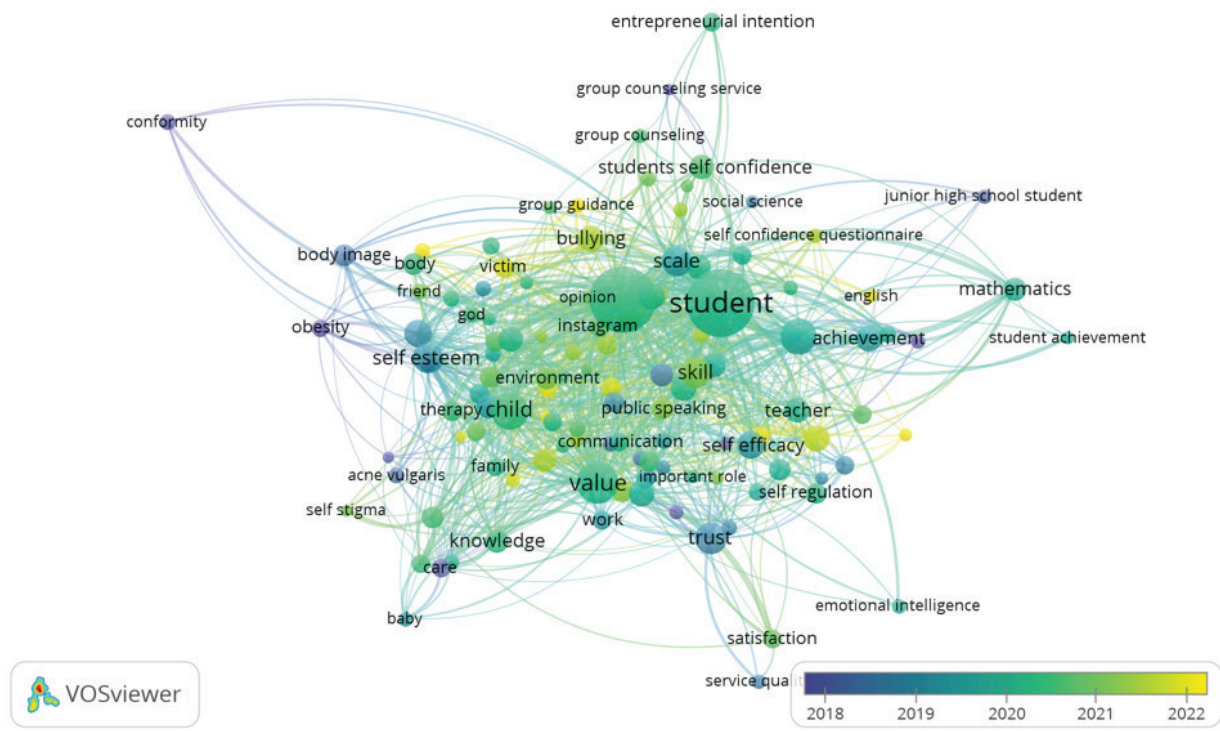 entrepreneurial intention
group counseling service
conformity
group counseling
students self confidence
junior high school student
social science
group guidance
self confidence questionnaire
bullying
body image
scale
body
victim
friend
opinion
student
english
mathematics
god
obesity
instagram
achievement
student achievement
self esteem
environment
skill
therapy
child
public speaking
teacher
communication
self efficacy
acne vulgaris
family
important role
value
self regulation
self stigma
work
knowledge
trust
care
baby
emotional intelligence
satisfaction
service quali
VOSviewer
2018 2019 2020 2021 2022